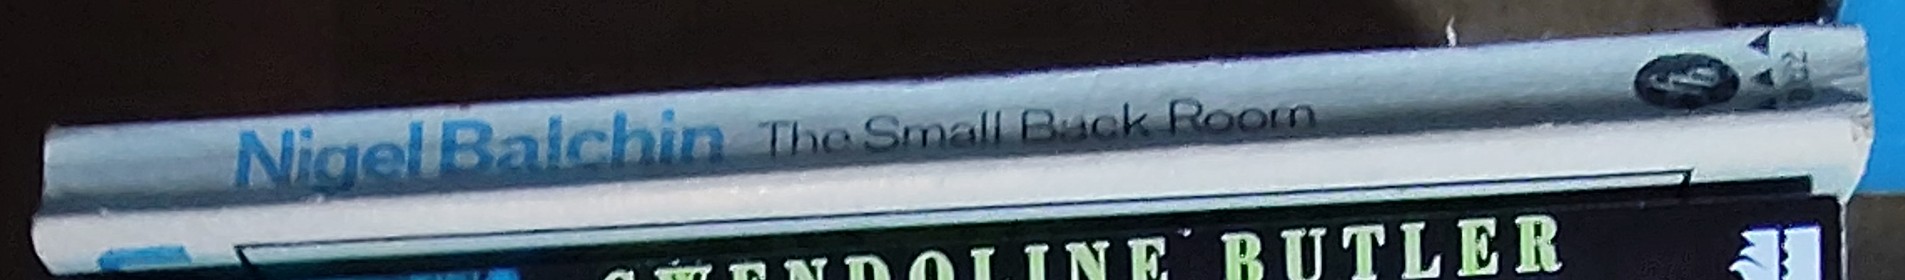 Nigel Balchin The Small Back Room
GWENDOLINE BUTLER